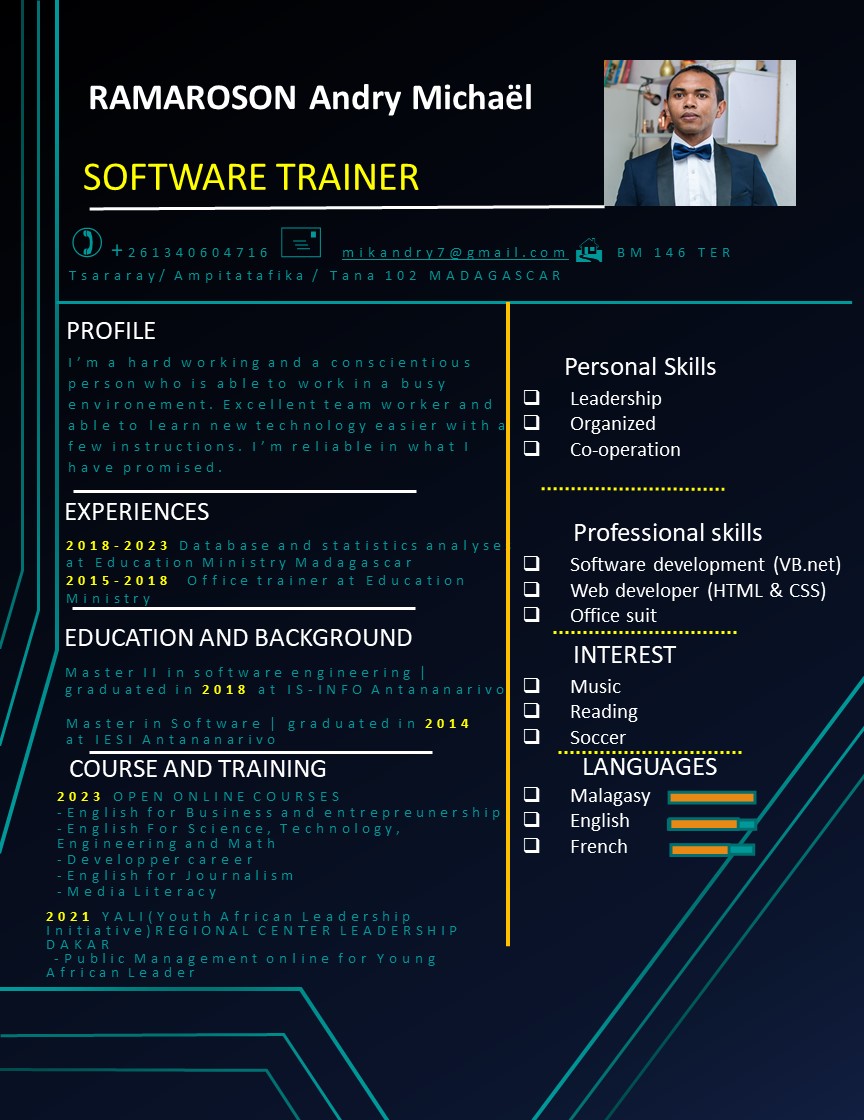 RAMAROSON Andry Michaël
SOFTWARE TRAINER
+261340604716 mikandry7@gmail.com BM 146 TER
Tsararay/ Ampitatafika / Tana 102 MADAGASCAR
PROFILE
I’m a hard working and a conscientious
person who is able to work in a busy
environement. Excellent team worker and
able to learn new technology easier with a
few instructions. I’m reliable in what I
have promised.
EXPERIENCES
2018-2023 Database and statistics analyse
at Education Ministry Madagascar
2015-2018 Office trainer at Education
Ministry
EDUCATION AND BACKGROUND
Master II in software engineering |
graduated in 2018 at IS-INFO Antananarivo
Master in Software | graduated in 2014
at IESI Antananarivo
COURSE AND TRAINING
2023 OPEN ONLINE COURSES
-English for Business and entrepreunership
-English For Science, Technology,
Engineering and Math
-Developper career
-English for Journalism
-Media Literacy
2021 YALI(Youth African Leadership
Initiative)REGIONAL CENTER LEADERSHIP
DAKAR
-Public Management online for Young
African Leader
Personal Skills
Leadership
Organized
Co-operation
Professional skills
Software development (VB.net)
Web developer (HTML & CSS)
Office suit
INTEREST
Music
Reading
Soccer
LANGUAGES
Malagasy
English
French